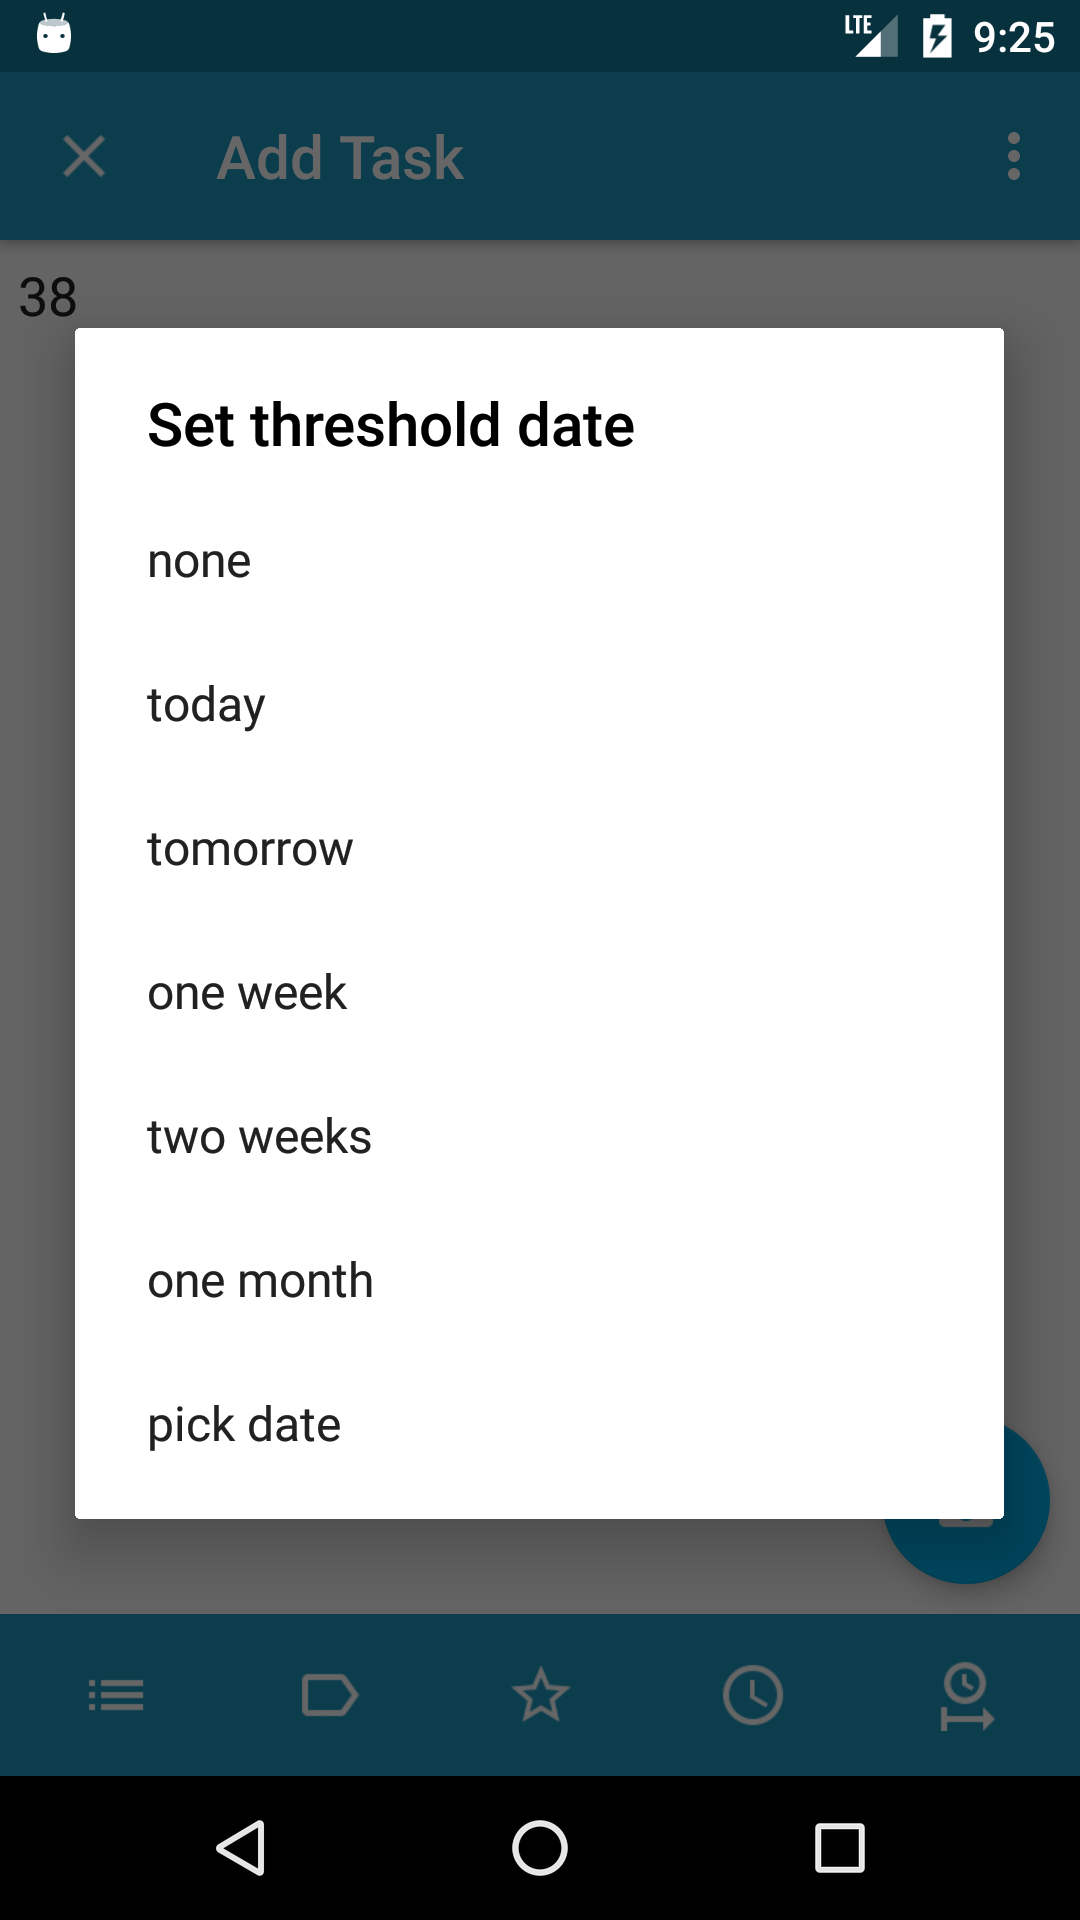 LTE 9:25
Add Task
38
Set threshold date
none
today
tomorrow
one week
two weeks
one month
pick date